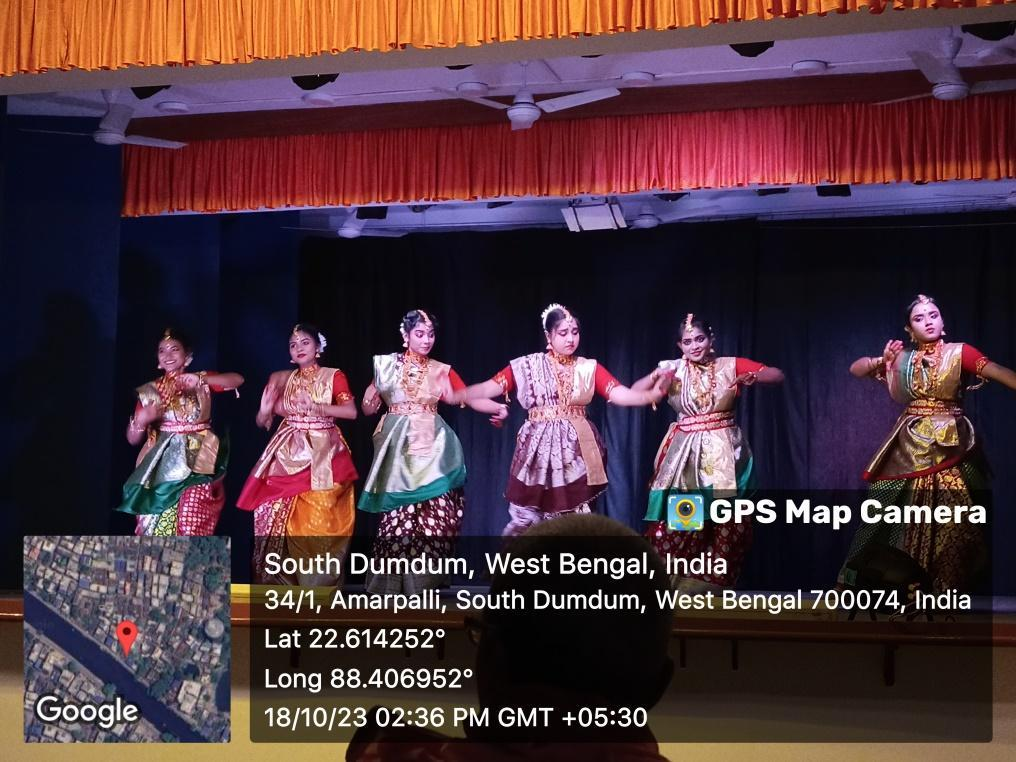 GPS Map Camera
South Dumdum, West Bengal, India
34/1, Amarpalli, South Dumdum, West Bengal 700074, India
Lat 22.614252°
Long 88.406952°
18/10/23 02:36 PM GMT +05:30
Google